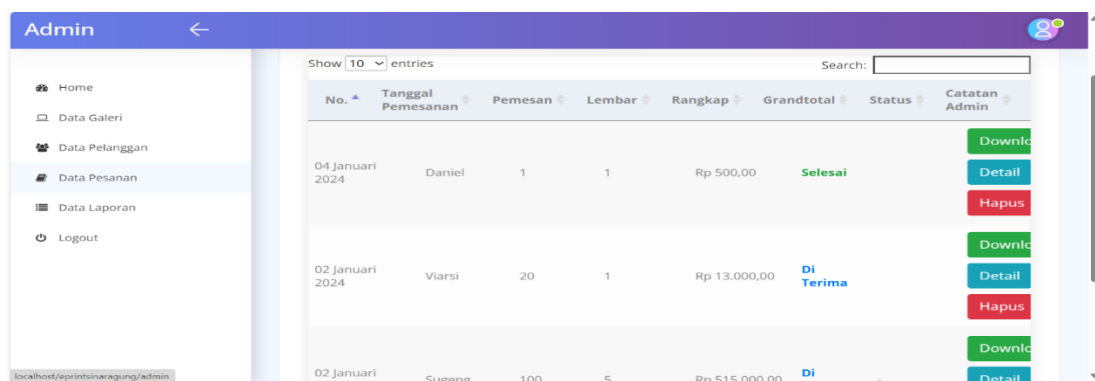 Admin
Home
Data Galeri
Data Pelanggan
Data Pesanan
Data Laporan
Logout
Show 10 entries
Search:
No. Tanggal Pemesanan Pemesan Lembar Rangkap Grandtotal Status Catatan Admin
04 Januari 2024 Daniel 1 1 Rp 500,00 Selesai
Downlo
Detail
Hapus
02 Januari 2024 Viarsi 20 1 Rp 13.000,00 Di Terima
Downlo
Detail
Hapus
02 Januari Sugeng 100 5 Rp 515.000,00 Di
Downlo
Detail
localhost/eprintsinaragung/admin